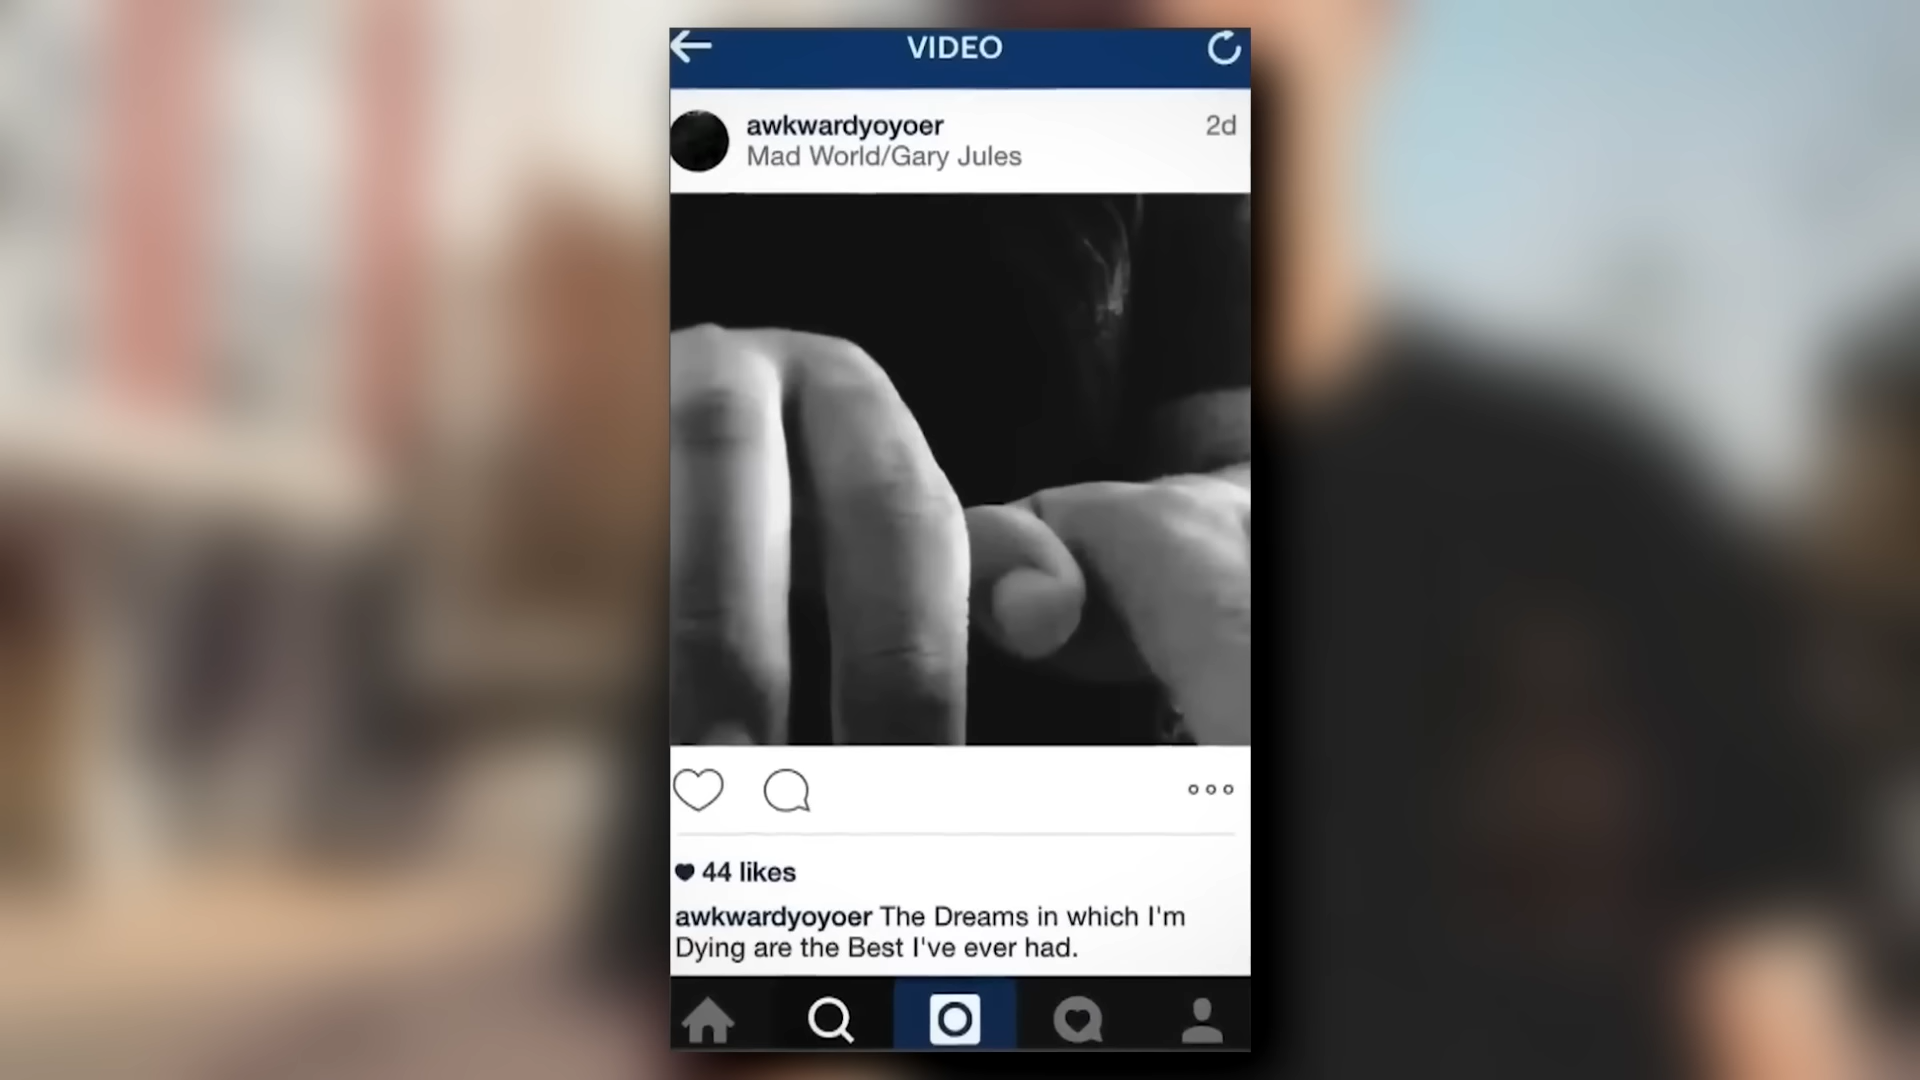 VIDEO
awkwardyoyoer
2d
Mad World/Gary Jules
44 likes
awkwardyoyoer The Dreams in which I'm
Dying are the Best I've ever had.